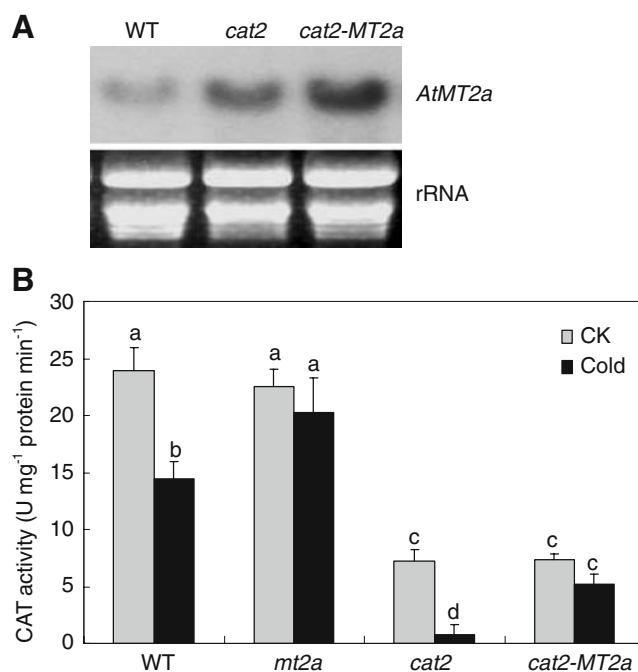 A
WT cat2 cat2-MT2a
AtMT2a
rRNA
B
CAT activity (U mg⁻¹ protein min⁻¹)
30
25
20
15
10
5
0
CK
Cold
a
b
a
a
c
d
c
c
WT mt2a cat2 cat2-MT2a